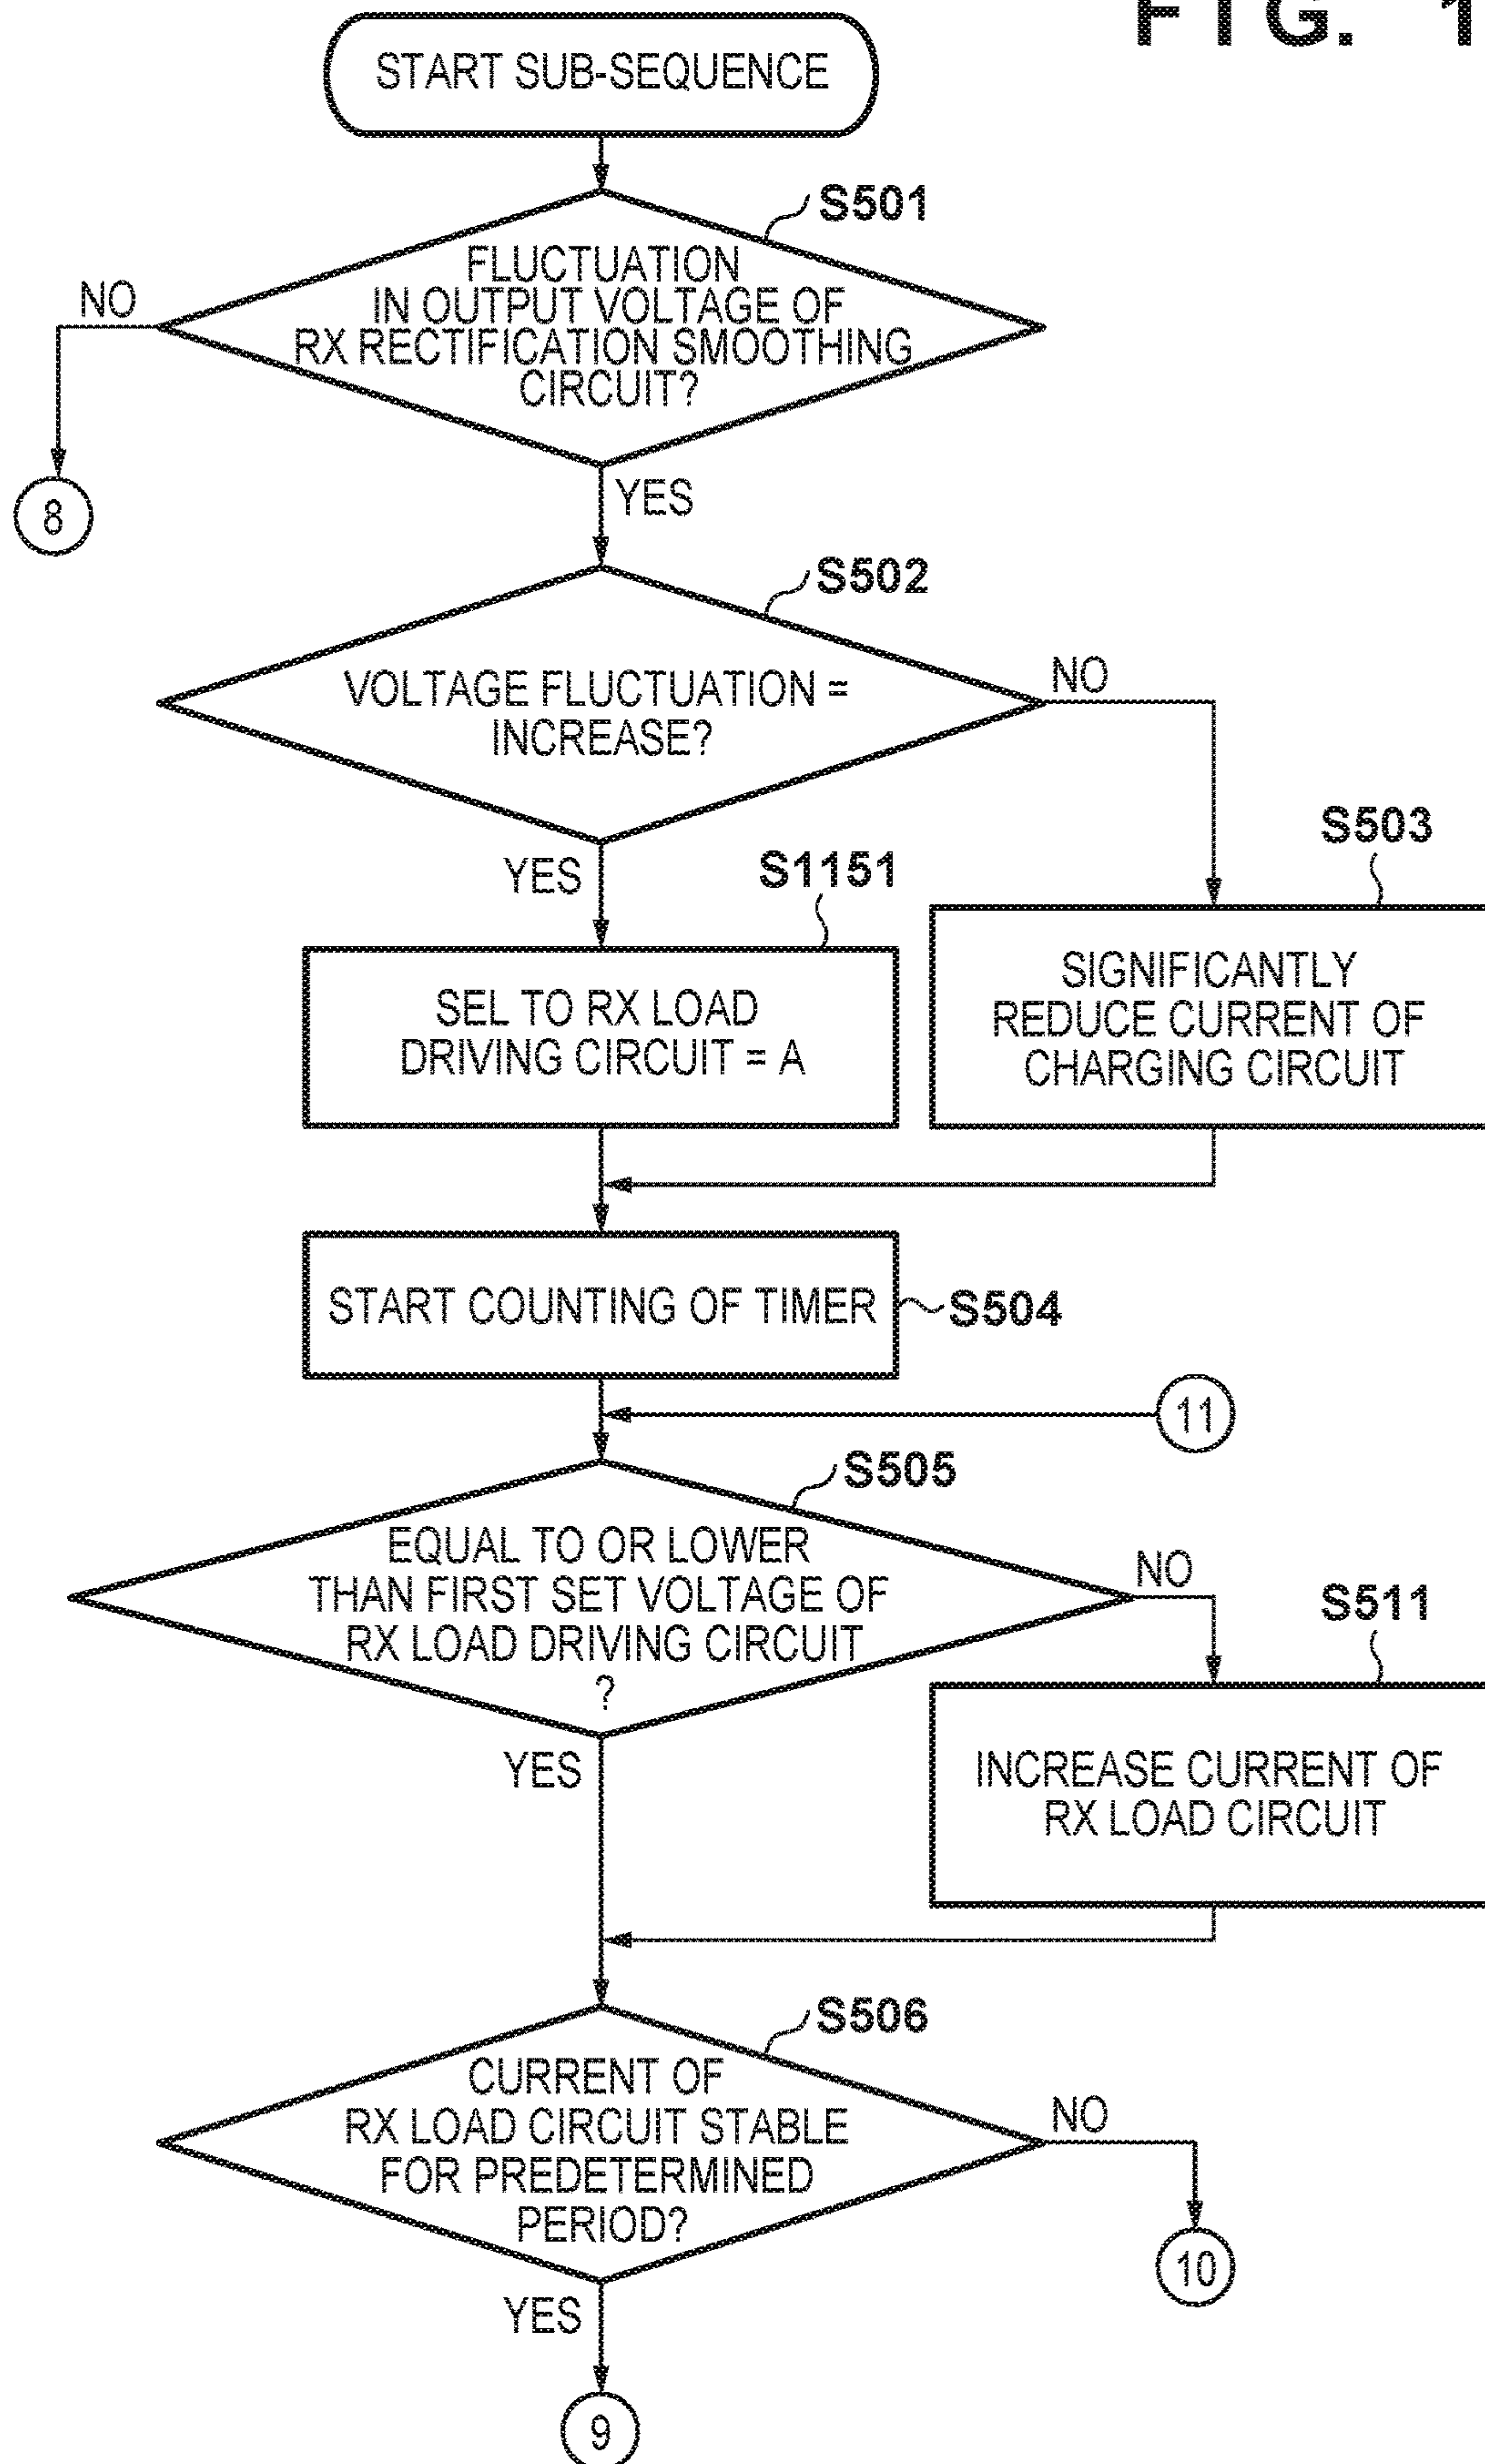 FIG. 1
START SUB-SEQUENCE
S501
FLUCTUATION
IN OUTPUT VOLTAGE OF
RX RECTIFICATION SMOOTHING
CIRCUIT?
NO
8
YES
S502
VOLTAGE FLUCTUATION =
INCREASE?
NO
YES
S1151
SEL TO RX LOAD
DRIVING CIRCUIT = A
S503
SIGNIFICANTLY
REDUCE CURRENT OF
CHARGING CIRCUIT
START COUNTING OF TIMER
S504
11
S505
EQUAL TO OR LOWER
THAN FIRST SET VOLTAGE OF
RX LOAD DRIVING CIRCUIT
?
NO
YES
S511
INCREASE CURRENT OF
RX LOAD CIRCUIT
S506
CURRENT OF
RX LOAD CIRCUIT STABLE
FOR PREDETERMINED
PERIOD?
NO
10
YES
9